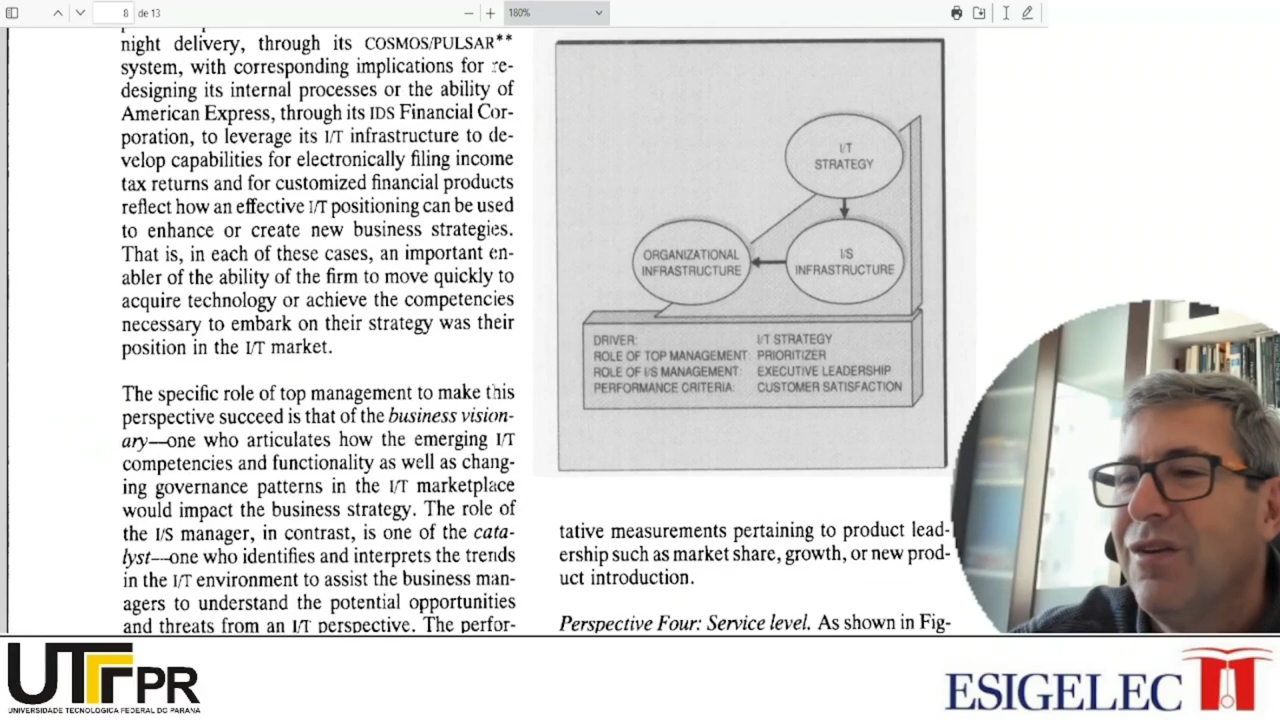 8 de 13
180%
night delivery, through its COSMOS/PULSAR**
system, with corresponding implications for re-
designing its internal processes or the ability of
American Express, through its IDS Financial Cor-
poration, to leverage its I/T infrastructure to de-
velop capabilities for electronically filing income
tax returns and for customized financial products
reflect how an effective I/T positioning can be used
to enhance or create new business strategies.
That is, in each of these cases, an important en-
abler of the ability of the firm to move quickly to
acquire technology or achieve the competencies
necessary to embark on their strategy was their
position in the I/T market.
The specific role of top management to make this
perspective succeed is that of the business vision-
ary—one who articulates how the emerging I/T
competencies and functionality as well as chang-
ing governance patterns in the I/T marketplace
would impact the business strategy. The role of
the I/S manager, in contrast, is one of the cata-
lyst—one who identifies and interprets the trends
in the I/T environment to assist the business man-
agers to understand the potential opportunities
and threats from an I/T perspective. The perfor-
I/T
STRATEGY
ORGANIZATIONAL
INFRASTRUCTURE
I/S
INFRASTRUCTURE
DRIVER: I/T STRATEGY
ROLE OF TOP MANAGEMENT: PRIORITIZER
ROLE OF I/S MANAGEMENT: EXECUTIVE LEADERSHIP
PERFORMANCE CRITERIA: CUSTOMER SATISFACTION
tative measurements pertaining to product lead-
ership such as market share, growth, or new prod-
uct introduction.
Perspective Four: Service level. As shown in Fig-
UTFPR
UNIVERSIDADE TECNOLÓGICA FEDERAL DO PARANÁ
ESIGELEC